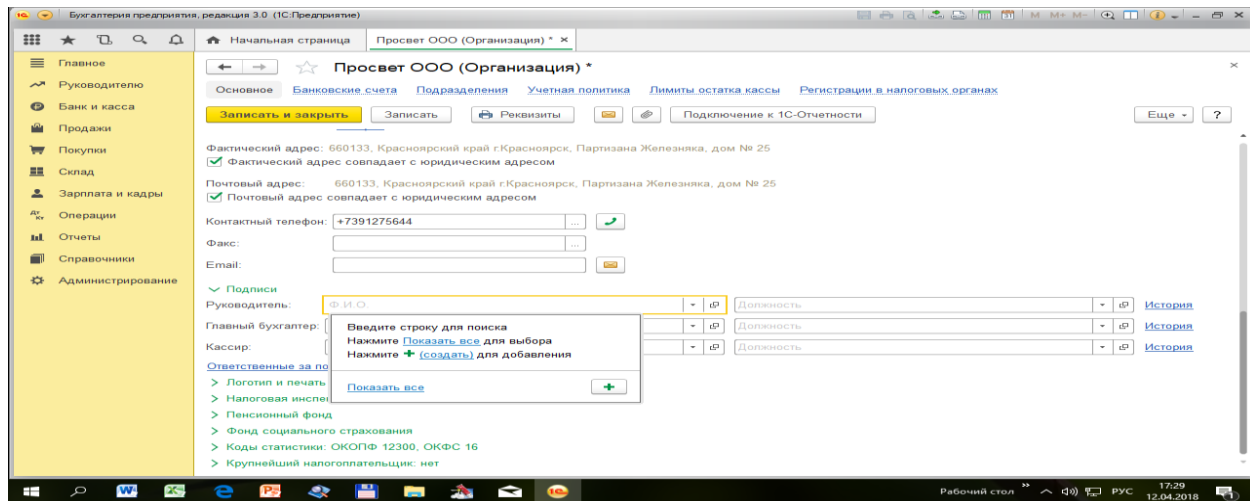 Бухгалтерия предприятия, редакция 3.0 (1С:Предприятие)
M M+ M-
Начальная страница
Просвет ООО (Организация) * ×
Главное
Руководителю
Банк и касса
Продажи
Покупки
Склад
Зарплата и кадры
Операции
Отчеты
Справочники
Администрирование
Просвет ООО (Организация) *
Основное Банковские счета Подразделения Учетная политика Лимиты остатка кассы Регистрации в налоговых органах
Записать и закрыть Записать Реквизиты Подключение к 1С-Отчетности Еще ?
Фактический адрес: 660133, Красноярский край г.Красноярск, Партизана Железняка, дом № 25
Фактический адрес совпадает с юридическим адресом
Почтовый адрес: 660133, Красноярский край г.Красноярск, Партизана Железняка, дом № 25
Почтовый адрес совпадает с юридическим адресом
Контактный телефон: +7391275644 ...
Факс: ...
Email:
Подписи
Руководитель: Ф.И.О. Должность История
Главный бухгалтер: Должность История
Кассир: Должность История
Введите строку для поиска
Нажмите Показать все для выбора
Нажмите + (создать) для добавления
Показать все
Ответственные за по
Логотип и печать
Налоговая инспе
Пенсионный фонд
Фонд социального страхования
Коды статистики: ОКОПФ 12300, ОКФС 16
Крупнейший налогоплательщик: нет
Рабочий стол » РУС 17:29
12.04.2018